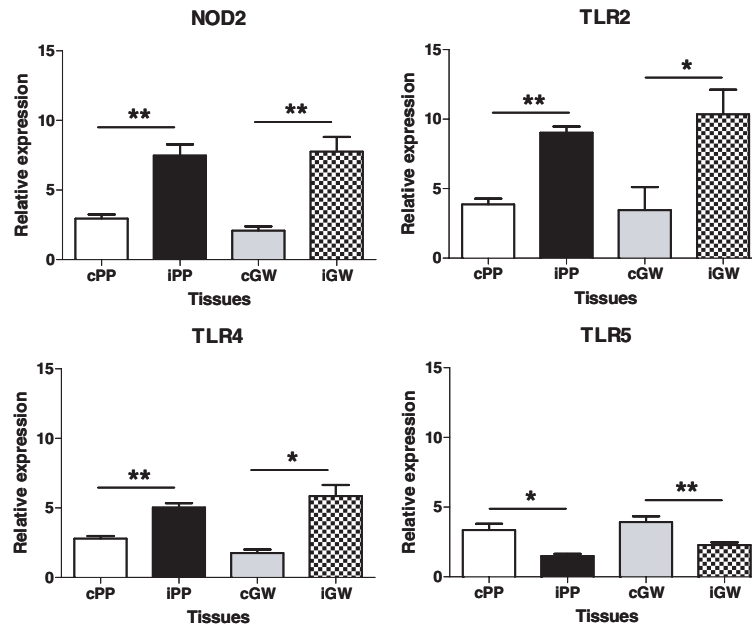 NOD2
Relative expression
15
10
5
0
**
**
cPP iPP cGW iGW
Tissues
TLR2
Relative expression
15
10
5
0
**
*
cPP iPP cGW iGW
Tissues
TLR4
Relative expression
15
10
5
0
**
*
cPP iPP cGW iGW
Tissues
TLR5
Relative expression
15
10
5
0
*
**
cPP iPP cGW iGW
Tissues